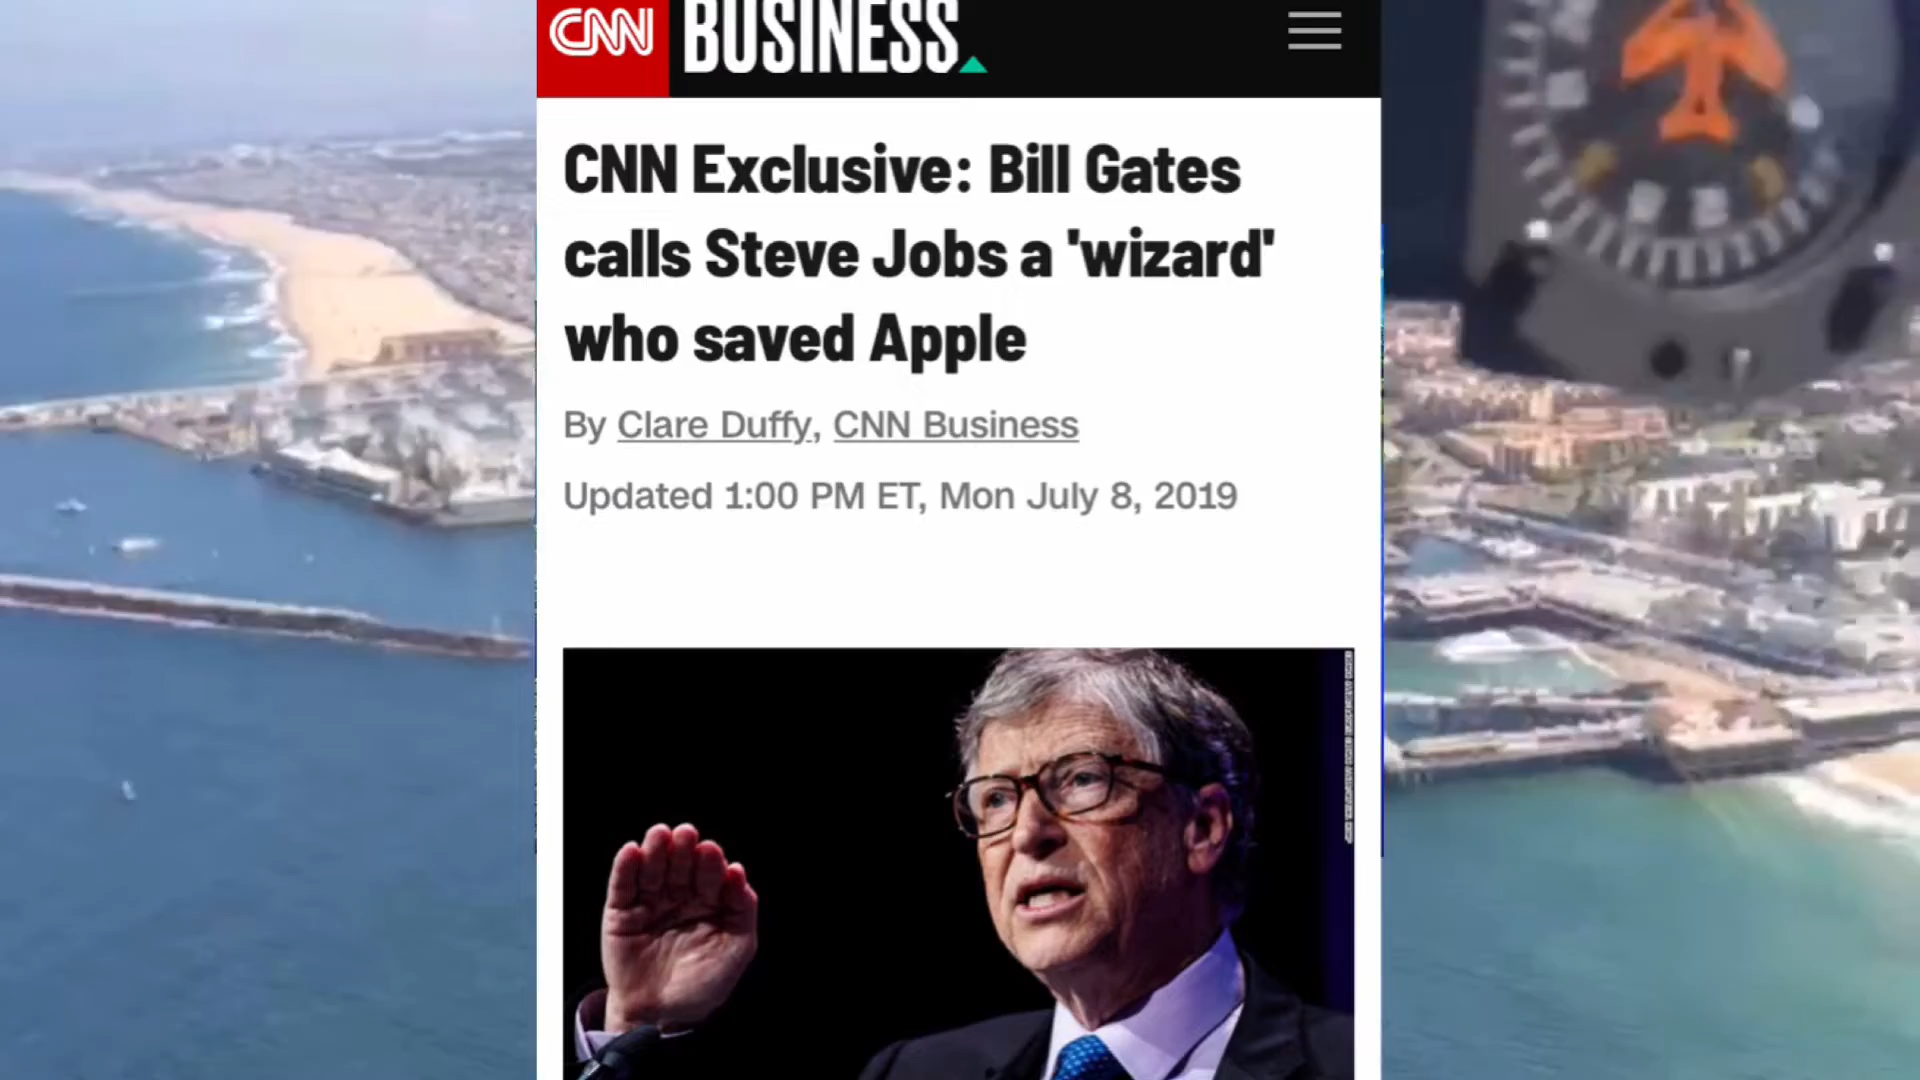 CNN BUSINESS
CNN Exclusive: Bill Gates
calls Steve Jobs a 'wizard'
who saved Apple
By Clare Duffy, CNN Business
Updated 1:00 PM ET, Mon July 8, 2019